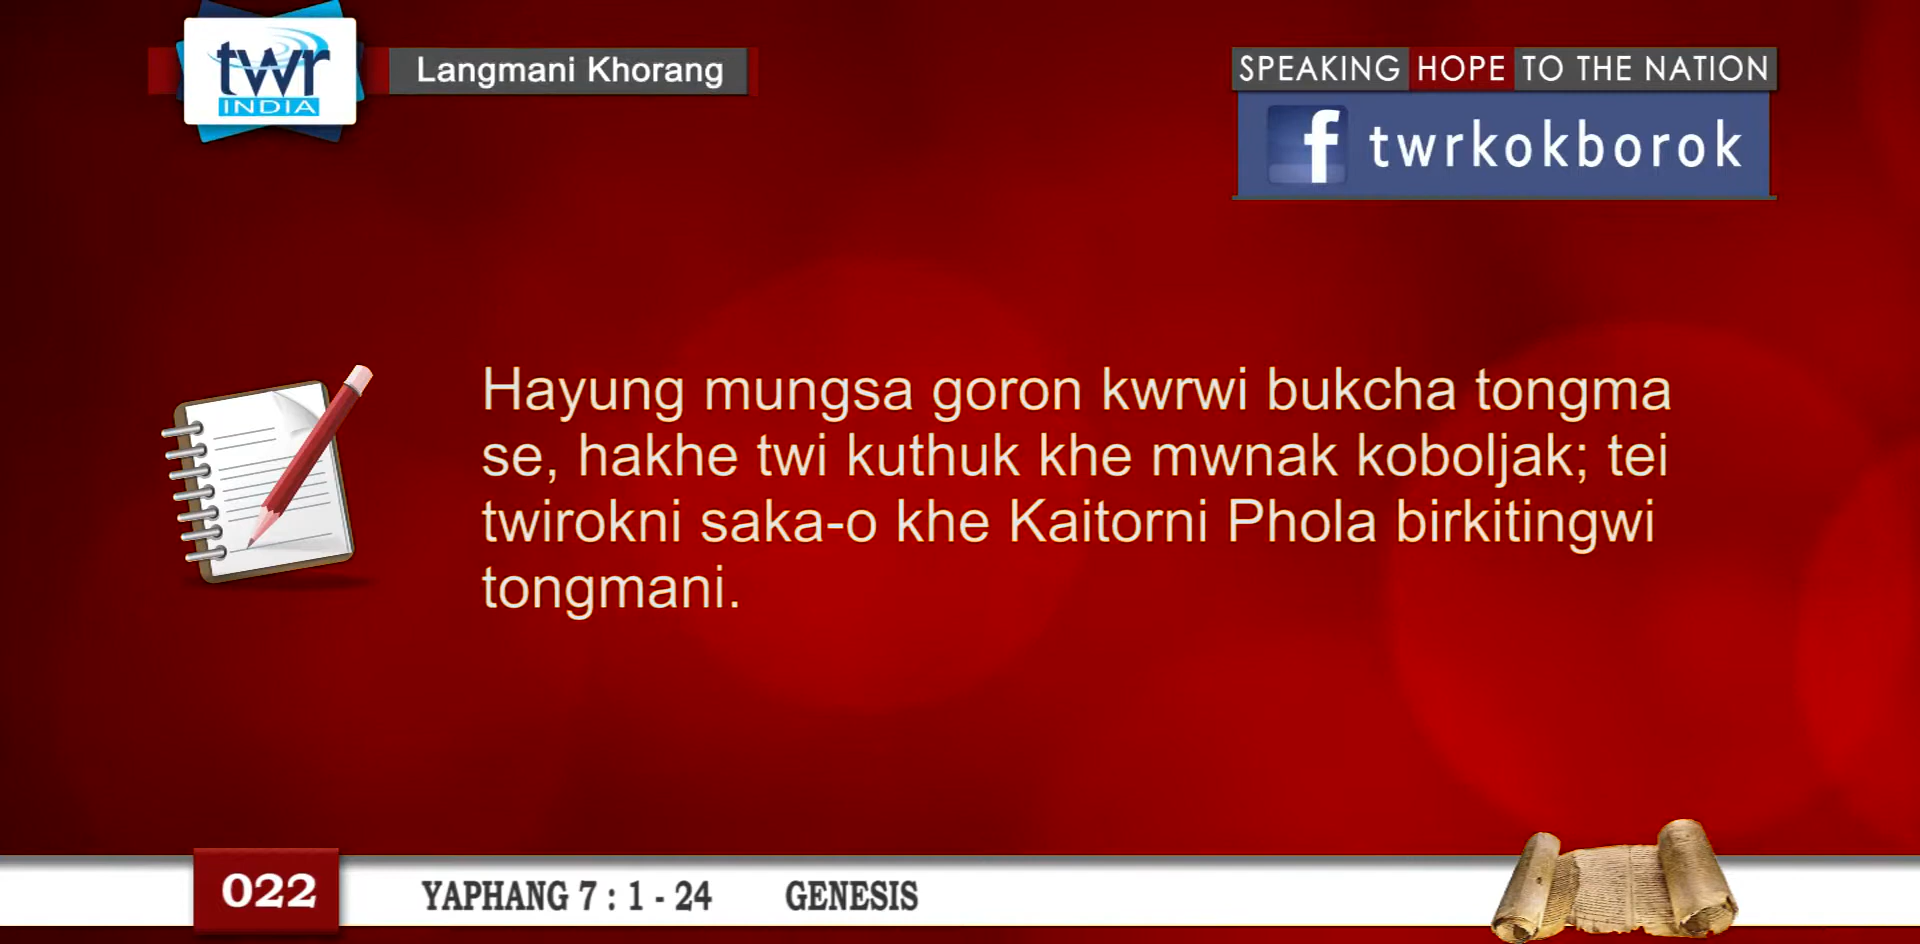 twr
INDIA
Langmani Khorang
SPEAKING HOPE TO THE NATION
f twrkokborok
Hayung mungsa goron kwrwi bukcha tongma
se, hakhe twi kuthuk khe mwnak koboljak; tei
twirokni saka-o khe Kaitorni Phola birkitingwi
tongmani.
022 YAPHANG 7 : 1 - 24 GENESIS